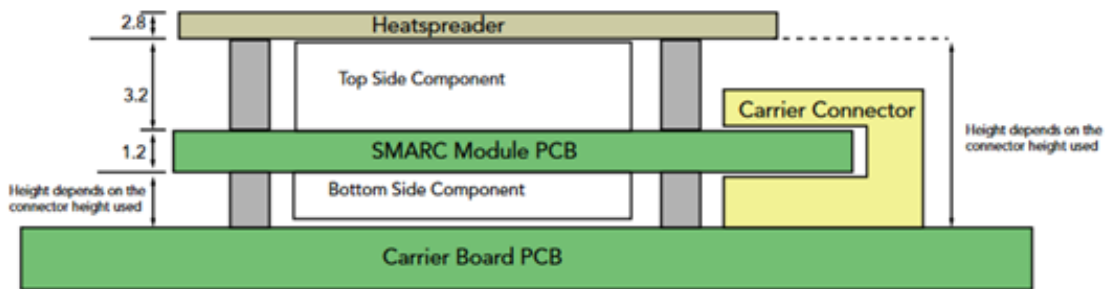 2.8
Heatspreader
3.2
Top Side Component
Carrier Connector
Height depends on the
connector height used
1.2
SMARC Module PCB
Height depends on the
connector height used
Bottom Side Component
Carrier Board PCB